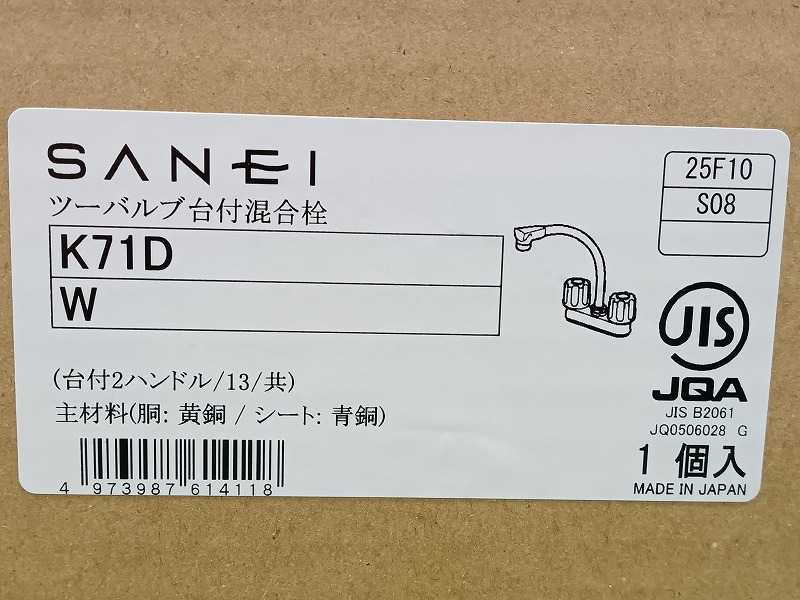 SANEI
ツーバルブ台付混合栓
K71D
W
(台付2ハンドル/13/共)
主材料(胴: 黄銅 / シート: 青銅)
4 973987 614118
25F10
S08
JIS
JQA
JIS B2061
JQ0506028 G
1 個入
MADE IN JAPAN